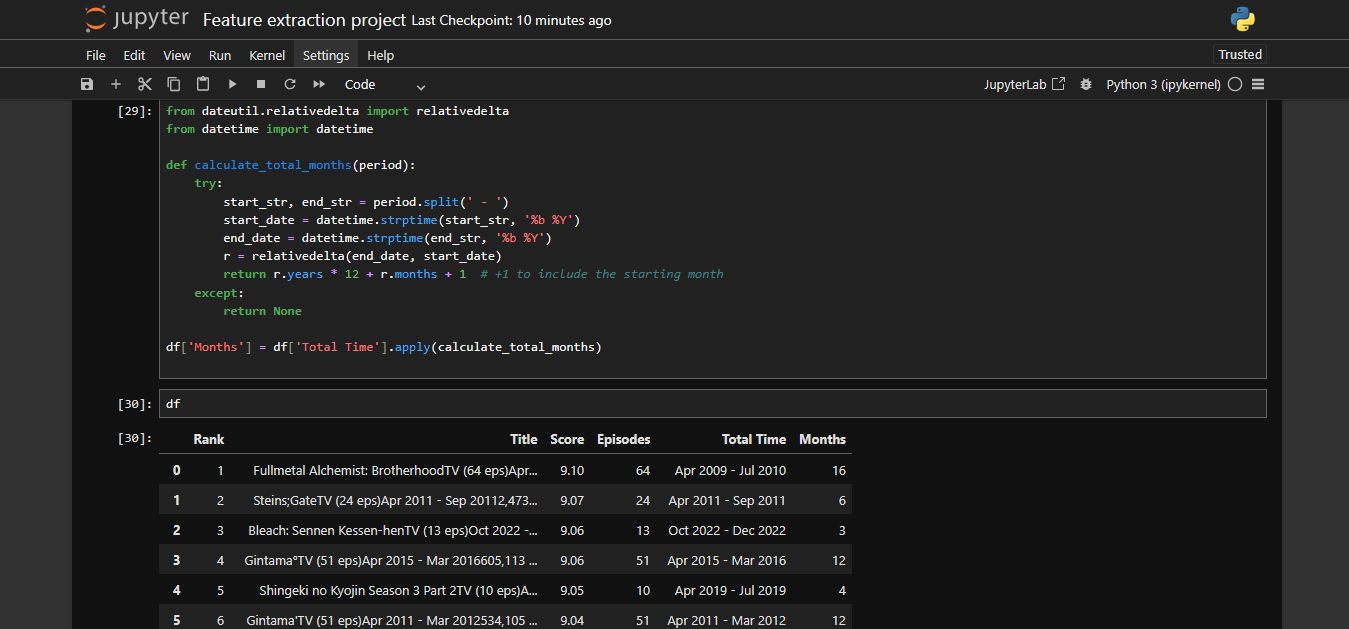 jupyter Feature extraction project Last Checkpoint: 10 minutes ago
File Edit View Run Kernel Settings Help Trusted
Code JupyterLab Python 3 (ipykernel)
[29]: from dateutil.relativedelta import relativedelta
from datetime import datetime
def calculate_total_months(period):
try:
start_str, end_str = period.split(' - ')
start_date = datetime.strptime(start_str, '%b %Y')
end_date = datetime.strptime(end_str, '%b %Y')
r = relativedelta(end_date, start_date)
return r.years * 12 + r.months + 1 # +1 to include the starting month
except:
return None
df['Months'] = df['Total Time'].apply(calculate_total_months)
[30]: df
[30]: Rank Title Score Episodes Total Time Months
0 1 Fullmetal Alchemist: BrotherhoodTV (64 eps)Apr... 9.10 64 Apr 2009 - Jul 2010 16
1 2 Steins;GateTV (24 eps)Apr 2011 - Sep 20112,473... 9.07 24 Apr 2011 - Sep 2011 6
2 3 Bleach: Sennen Kessen-henTV (13 eps)Oct 2022 -... 9.06 13 Oct 2022 - Dec 2022 3
3 4 Gintama°TV (51 eps)Apr 2015 - Mar 2016605,113 ... 9.06 51 Apr 2015 - Mar 2016 12
4 5 Shingeki no Kyojin Season 3 Part 2TV (10 eps)A... 9.05 10 Apr 2019 - Jul 2019 4
5 6 Gintama'TV (51 eps)Apr 2011 - Mar 2012534,105 ... 9.04 51 Apr 2011 - Mar 2012 12